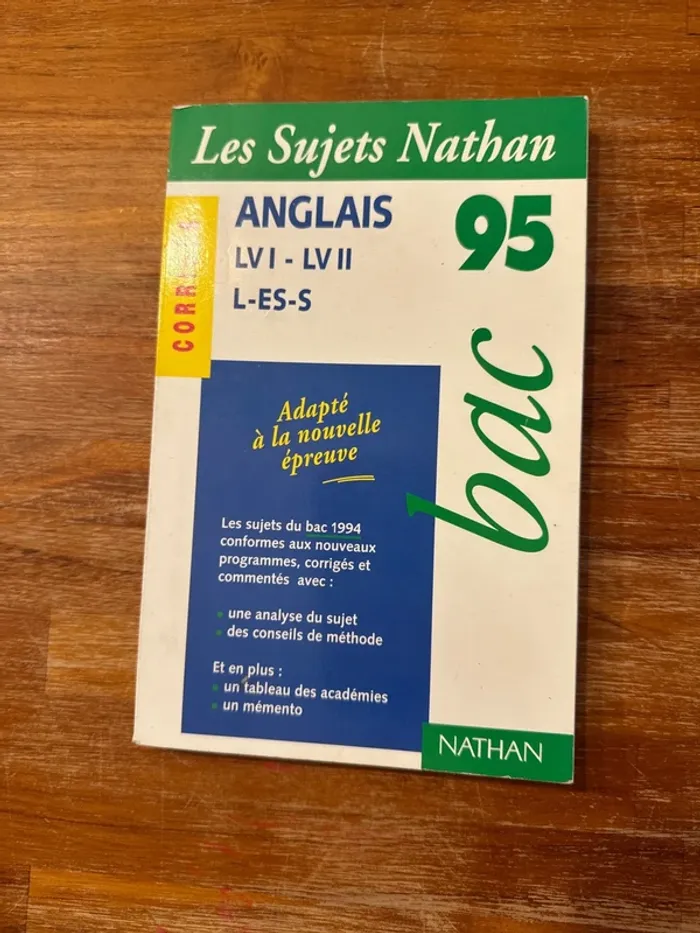 Les Sujets Nathan
ANGLAIS
LV I - LV II
L-ES-S
95
bac
Adapté
à la nouvelle
épreuve
Les sujets du bac 1994
conformes aux nouveaux
programmes, corrigés et
commentés avec :
• une analyse du sujet
• des conseils de méthode
Et en plus :
• un tableau des académies
• un mémento
NATHAN